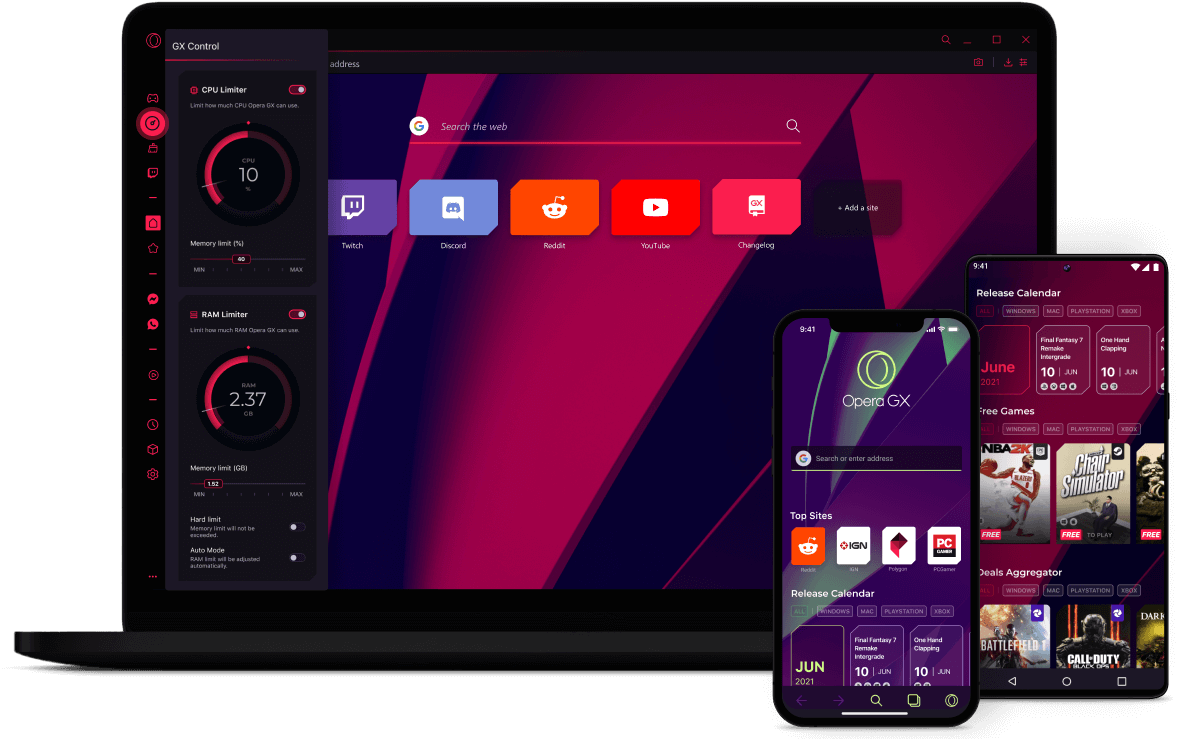 GX Control
address
CPU Limiter
Limit how much CPU Opera GX can use.
CPU
10
%
Memory limit (%)
40
MIN
MAX
RAM Limiter
Limit how much RAM Opera GX can use.
RAM
2.37
GB
Memory limit (GB)
1.52
MIN
MAX
Hard limit
Memory limit will not be
exceeded.
Auto Mode
RAM limit will be adjusted
automatically.
Search the web
GX
Twitch
Discord
Reddit
YouTube
Changelog
+ Add a site
9:41
Opera GX
Search or enter address
Top Sites
IGN
PC
GAMER
Reddit
IGN
Polygon
PCGamer
Release Calendar
ALL
WINDOWS
MAC
PLAYSTATION
XBOX
JUN
2021
Final Fantasy 7
Remake
Intergrade
10 | JUN
One Hand
Clapping
10 | JUN
9:41
Release Calendar
ALL
WINDOWS
MAC
PLAYSTATION
XBOX
June
2021
Final Fantasy 7
Remake
Intergrade
10 | JUN
One Hand
Clapping
10 | JUN
Free Games
ALL
WINDOWS
MAC
PLAYSTATION
XBOX
NBA2K
FREE
Chair
Simulator
FREE TO PLAY
FREE
Deals Aggregator
ALL
WINDOWS
MAC
PLAYSTATION
XBOX
BATTLEFIELD 1
CALL OF DUTY
BLACK OPS III
DARK